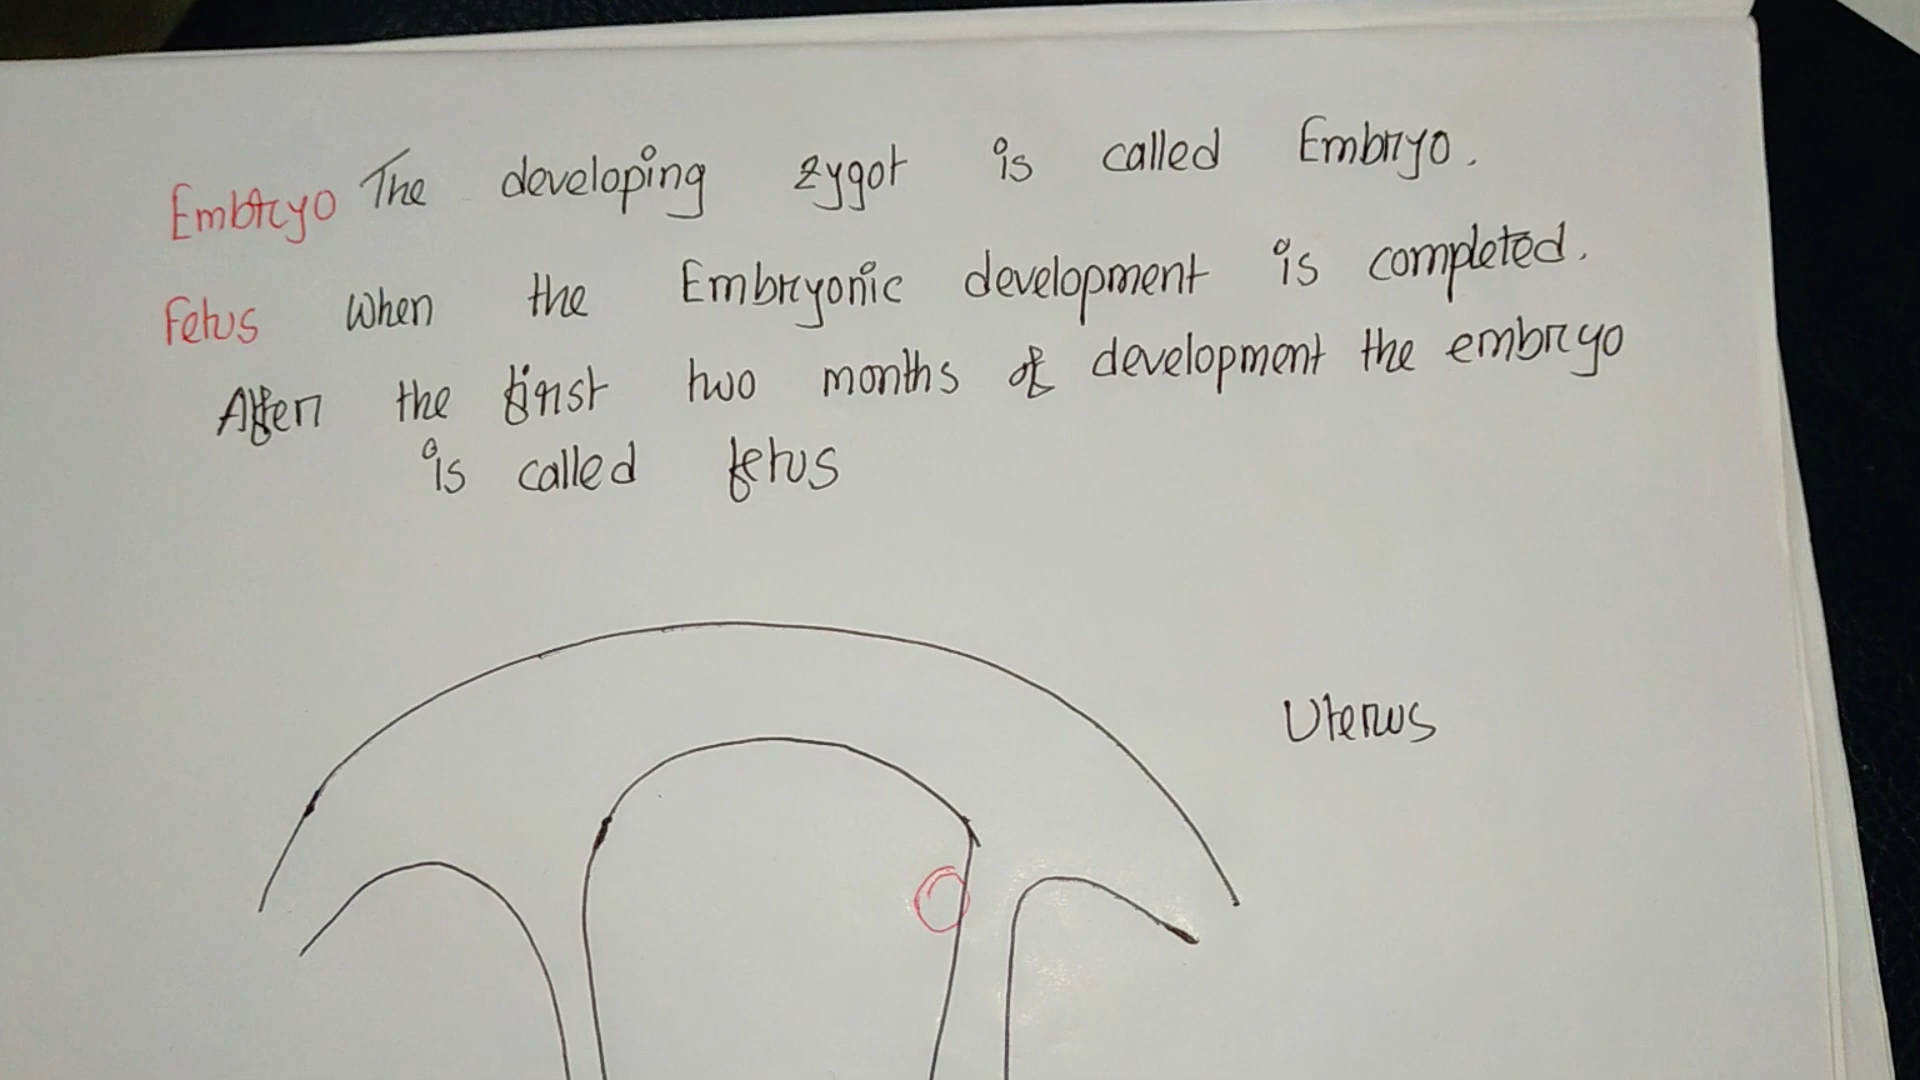 Embryo The developing zygot is called Embryo.
Fetus When the Embryonic development is completed.
After the first two months of development the embryo
is called fetus
Uterus